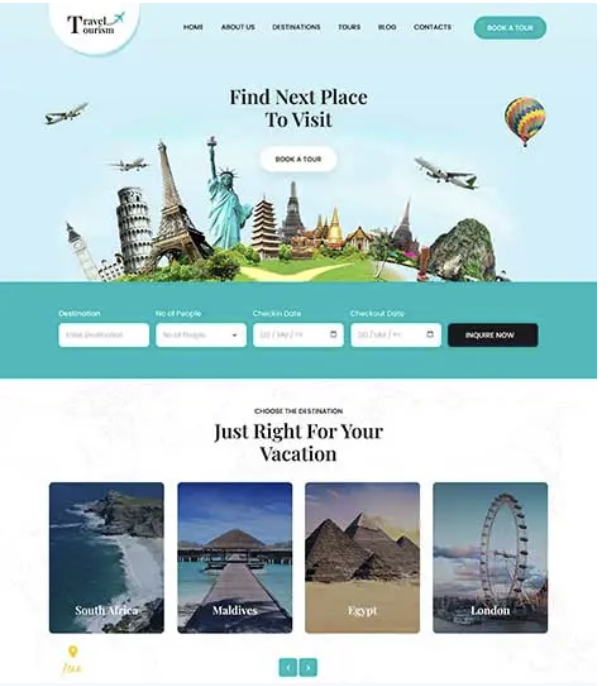 Travel
Tourism
HOME ABOUT US DESTINATIONS TOURS BLOG CONTACTS BOOK A TOUR
Find Next Place
To Visit
BOOK A TOUR
Destination No of People Checkin Date Checkout Date
Enter Destination No of People DD / MM / YY DD / MM / YY INQUIRE NOW
CHOOSE THE DESTINATION
Just Right For Your
Vacation
South Africa Maldives Egypt London